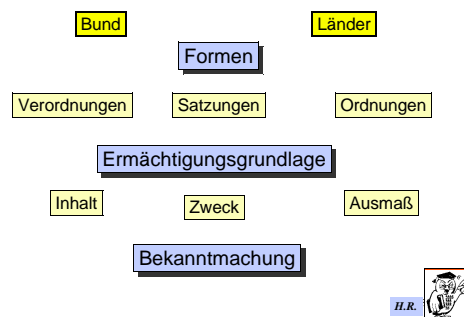 Bund Länder
Formen
Verordnungen Satzungen Ordnungen
Ermächtigungsgrundlage
Inhalt Zweck Ausmaß
Bekanntmachung
H.R.